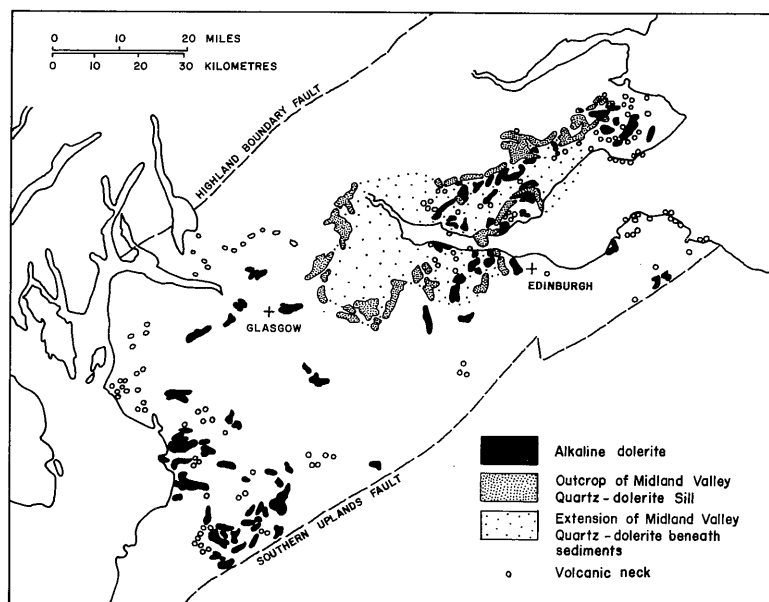 0 10 20 MILES
0 10 20 30 KILOMETRES
HIGHLAND BOUNDARY FAULT
EDINBURGH
GLASGOW
SOUTHERN UPLANDS FAULT
Alkaline dolerite
Outcrop of Midland Valley
Quartz-dolerite Sill
Extension of Midland Valley
Quartz-dolerite beneath
sediments
Volcanic neck